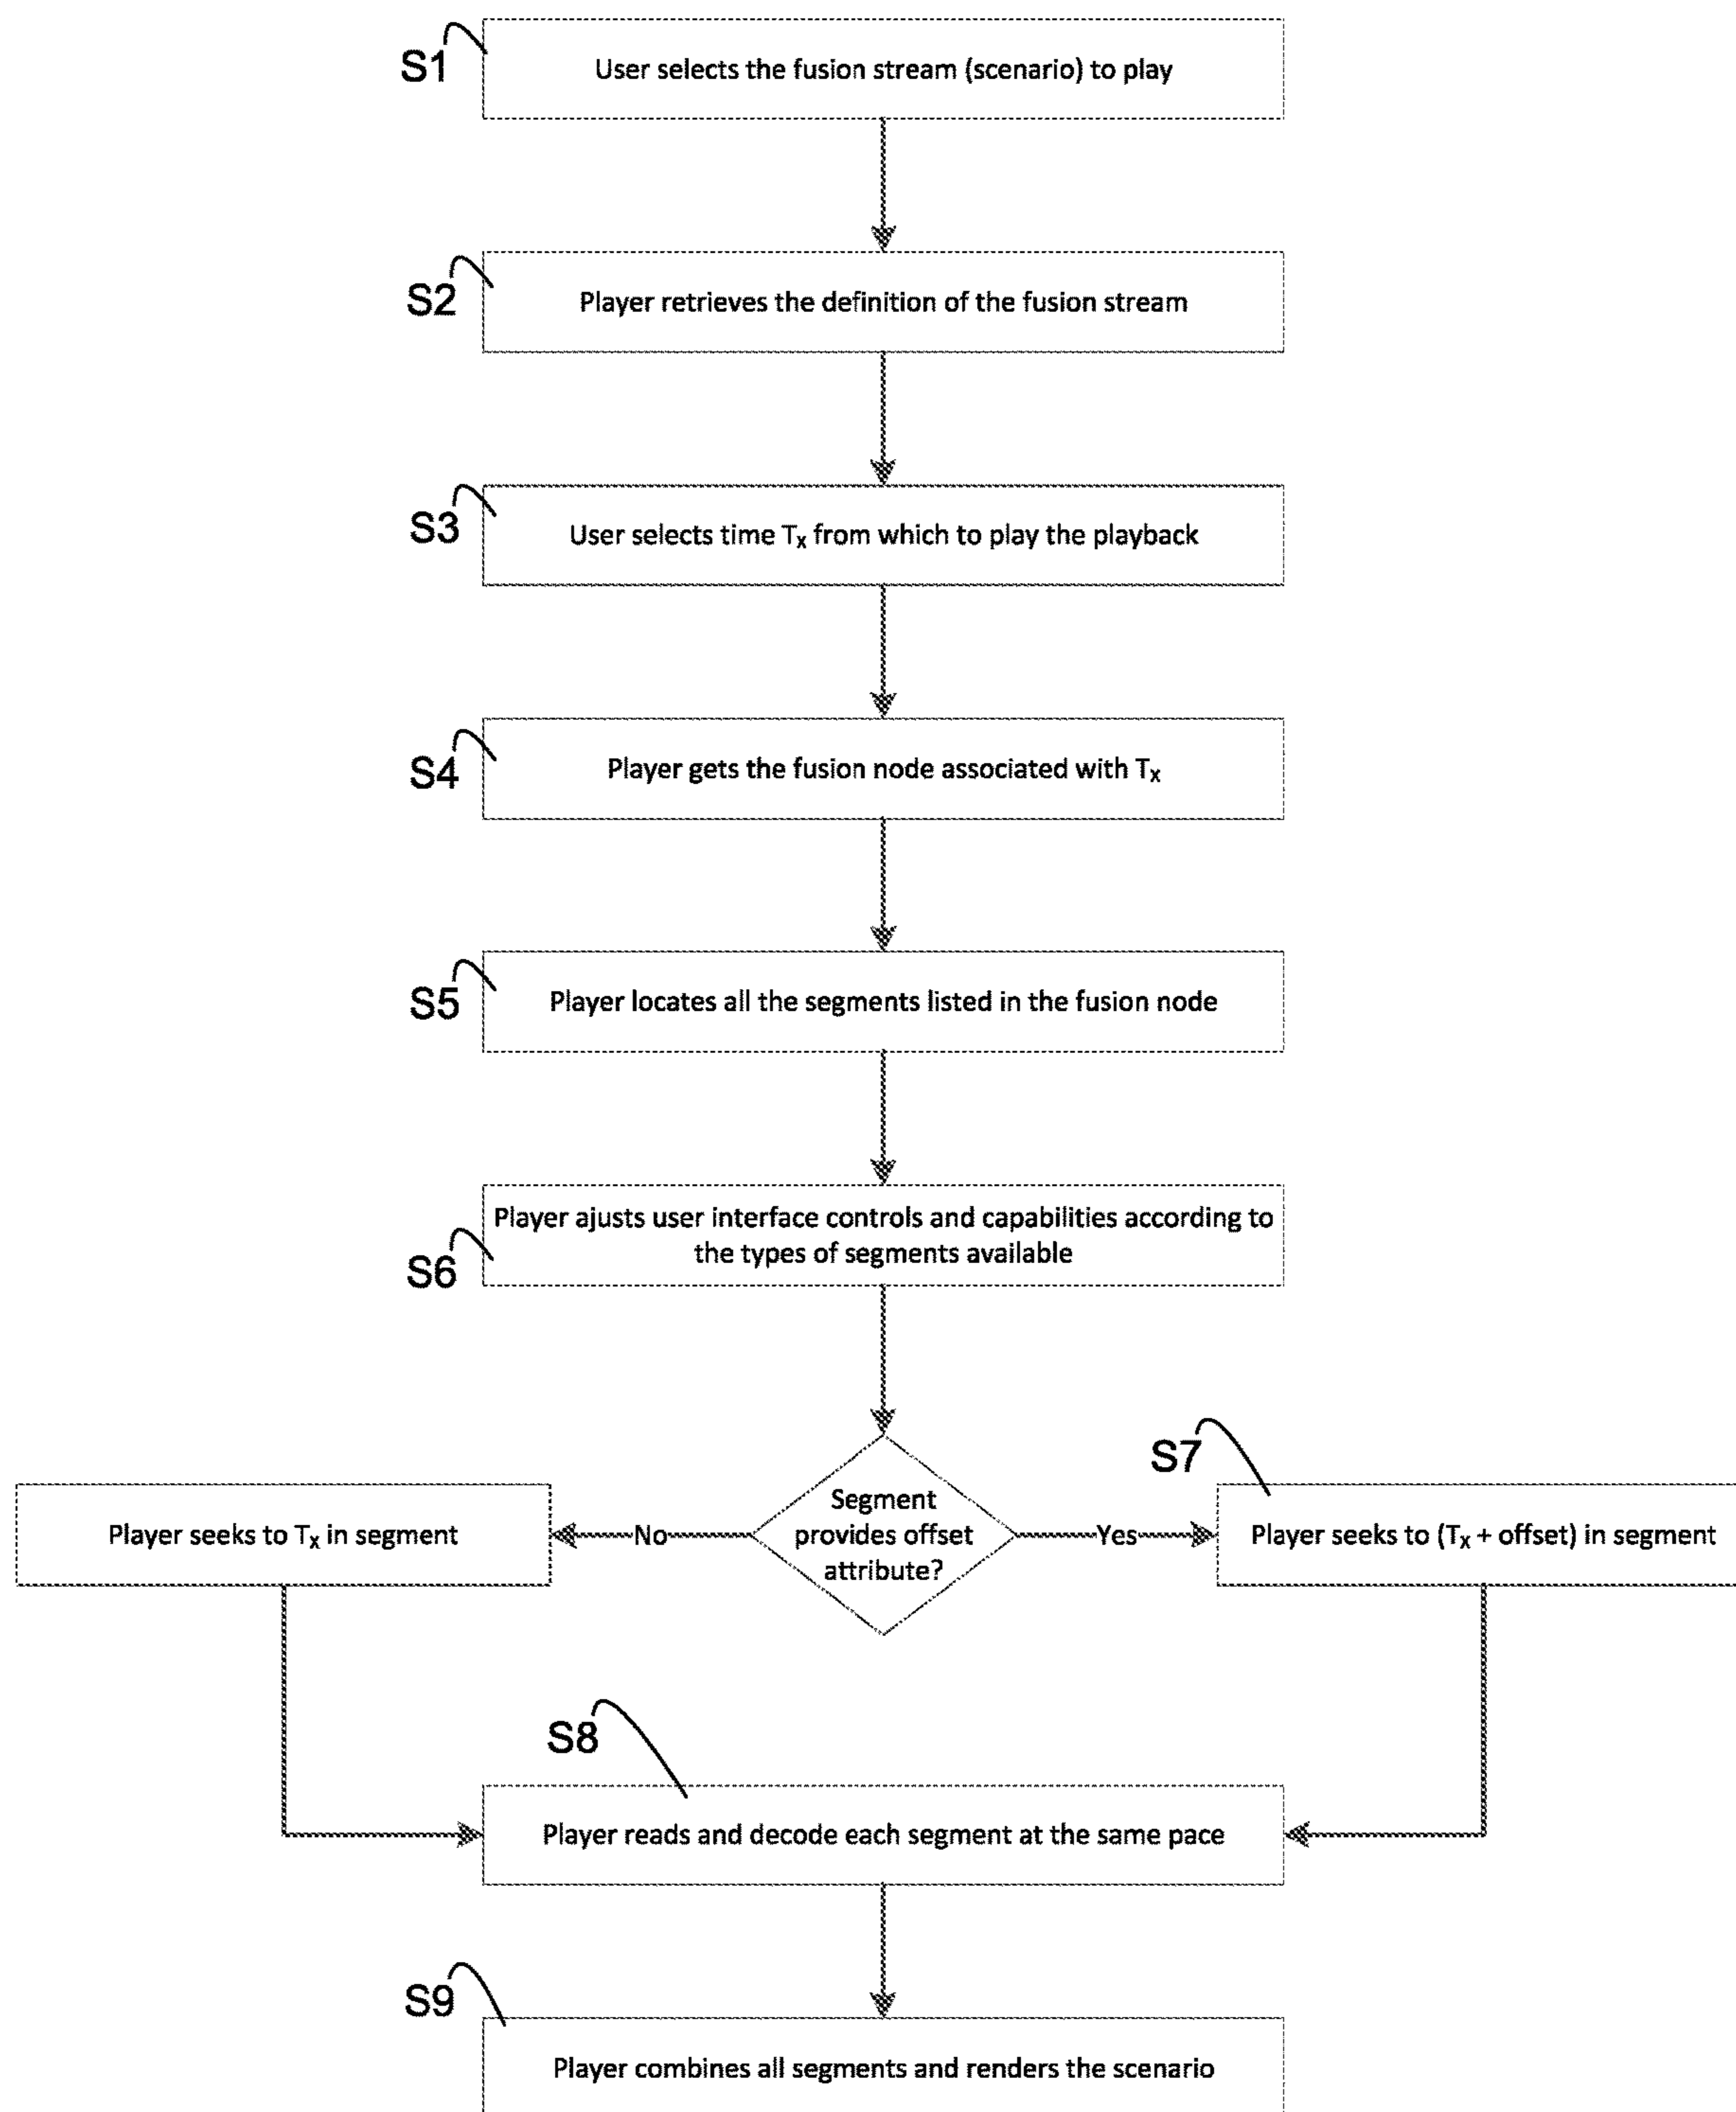 S1
User selects the fusion stream (scenario) to play
S2
Player retrieves the definition of the fusion stream
S3
User selects time Tx from which to play the playback
S4
Player gets the fusion node associated with Tx
S5
Player locates all the segments listed in the fusion node
S6
Player ajusts user interface controls and capabilities according to
the types of segments available
Segment
provides offset
attribute?
No
Yes
Player seeks to Tx in segment
S7
Player seeks to (Tx + offset) in segment
S8
Player reads and decode each segment at the same pace
S9
Player combines all segments and renders the scenario